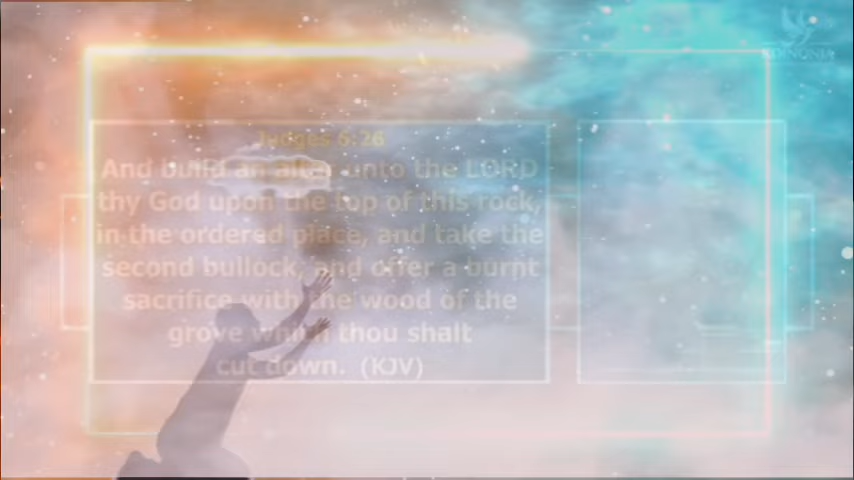 KOINONIA
Judges 6:26
And build an altar unto the LORD
thy God upon the top of this rock,
in the ordered place, and take the
second bullock, and offer a burnt
sacrifice with the wood of the
grove which thou shalt
cut down. (KJV)